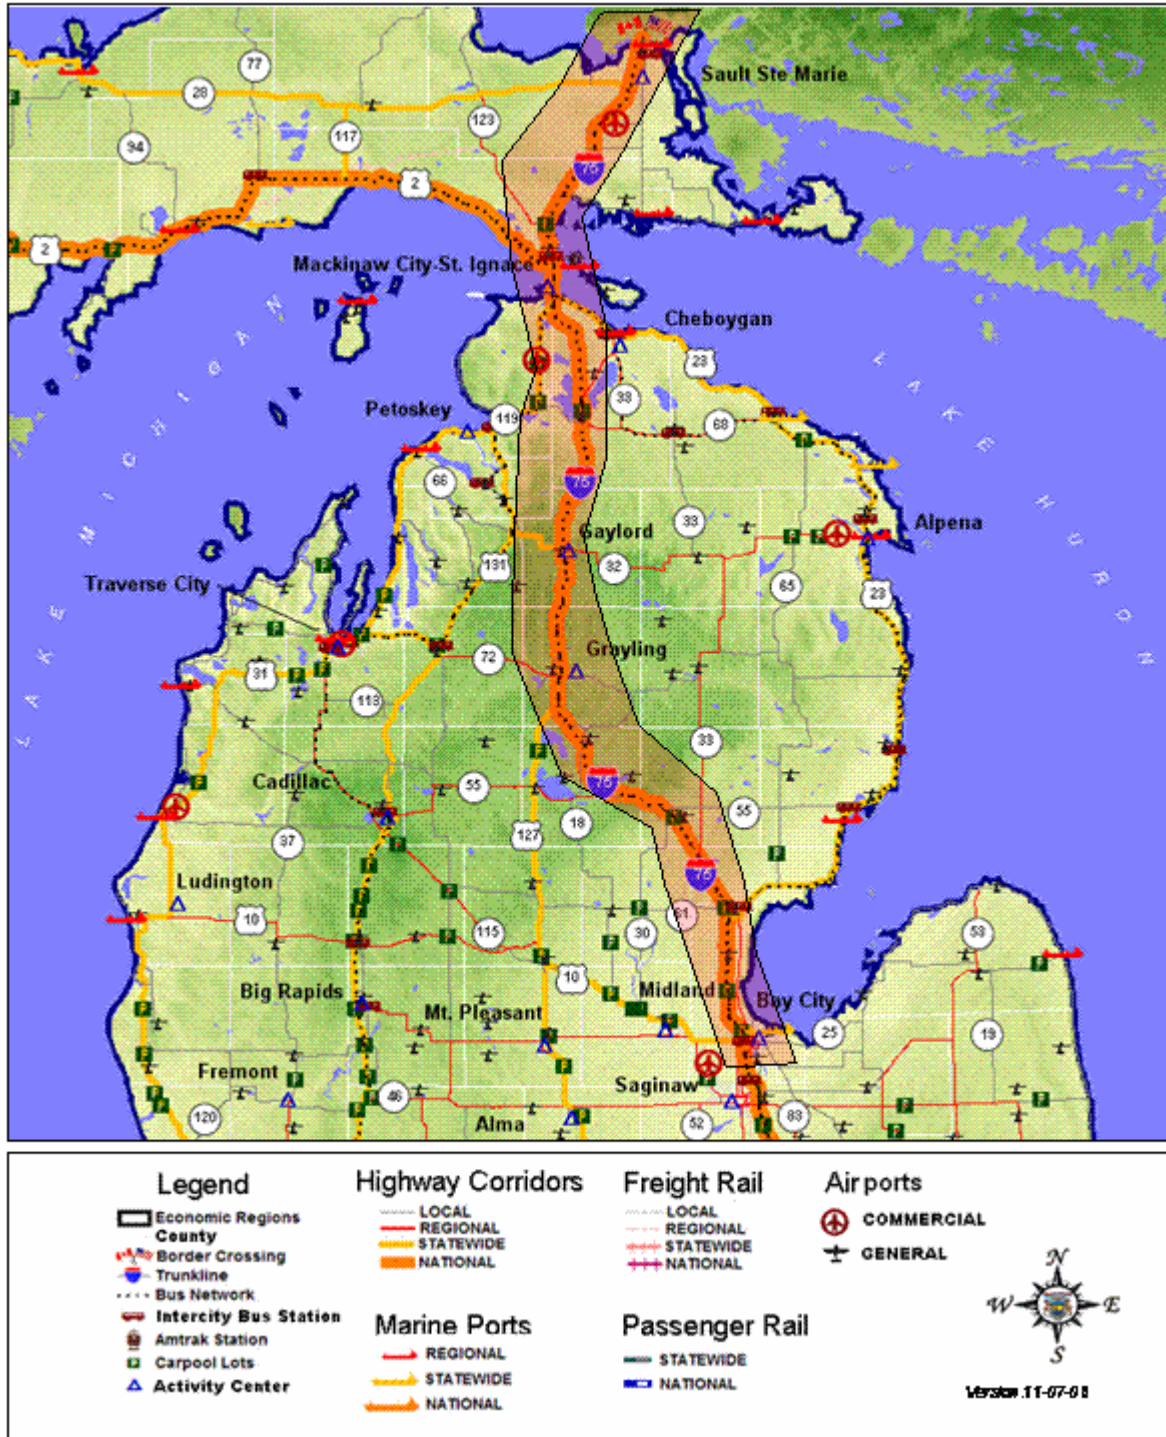 77
Sault Ste Marie
28
123
94
117
75
2
2
Mackinaw City-St. Ignace
Cheboygan
23
LAKE MICHIGAN
LAKE HURON
33
Petoskey
119
68
66
75
33
Gaylord
Alpena
131
32
65
23
Traverse City
72
Grayling
31
113
33
Cadillac
55
75
55
18
127
37
75
Ludington
10
115
30
53
10
Midland
Big Rapids
Bay City
Mt. Pleasant
25
19
Fremont
Saginaw
46
120
Alma
52
83
Legend
Economic Regions
County
Border Crossing
Trunkline
Bus Network
Intercity Bus Station
Amtrak Station
Carpool Lots
Activity Center
Highway Corridors
LOCAL
REGIONAL
STATEWIDE
NATIONAL
Marine Ports
REGIONAL
STATEWIDE
NATIONAL
Freight Rail
LOCAL
REGIONAL
STATEWIDE
NATIONAL
Passenger Rail
STATEWIDE
NATIONAL
Airports
COMMERCIAL
GENERAL
N
W E
S